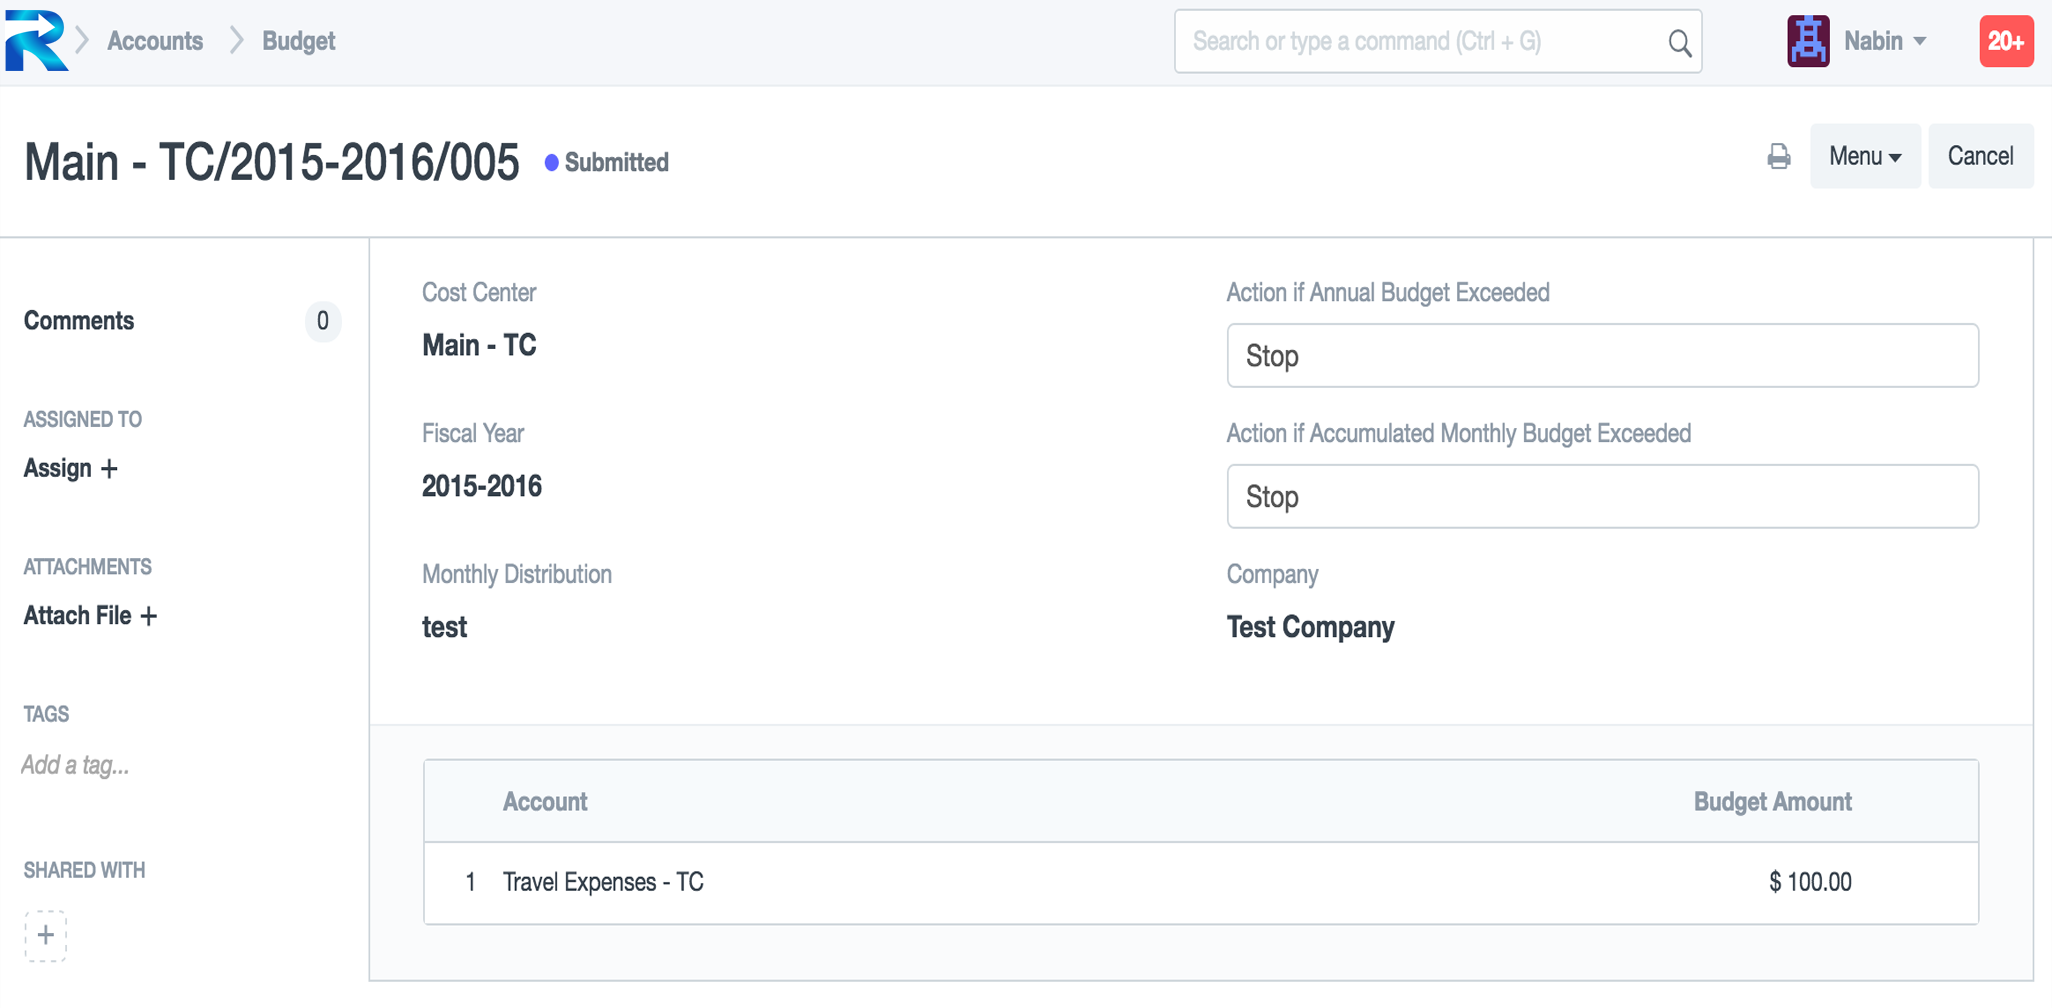 Accounts
Budget
Search or type a command (Ctrl + G)
Nabin
20+
Main - TC/2015-2016/005
Submitted
Menu
Cancel
Comments
0
ASSIGNED TO
Assign +
ATTACHMENTS
Attach File +
TAGS
Add a tag...
SHARED WITH
+
Cost Center
Main - TC
Fiscal Year
2015-2016
Monthly Distribution
test
Action if Annual Budget Exceeded
Stop
Action if Accumulated Monthly Budget Exceeded
Stop
Company
Test Company
Account Budget Amount
1 Travel Expenses - TC $ 100.00